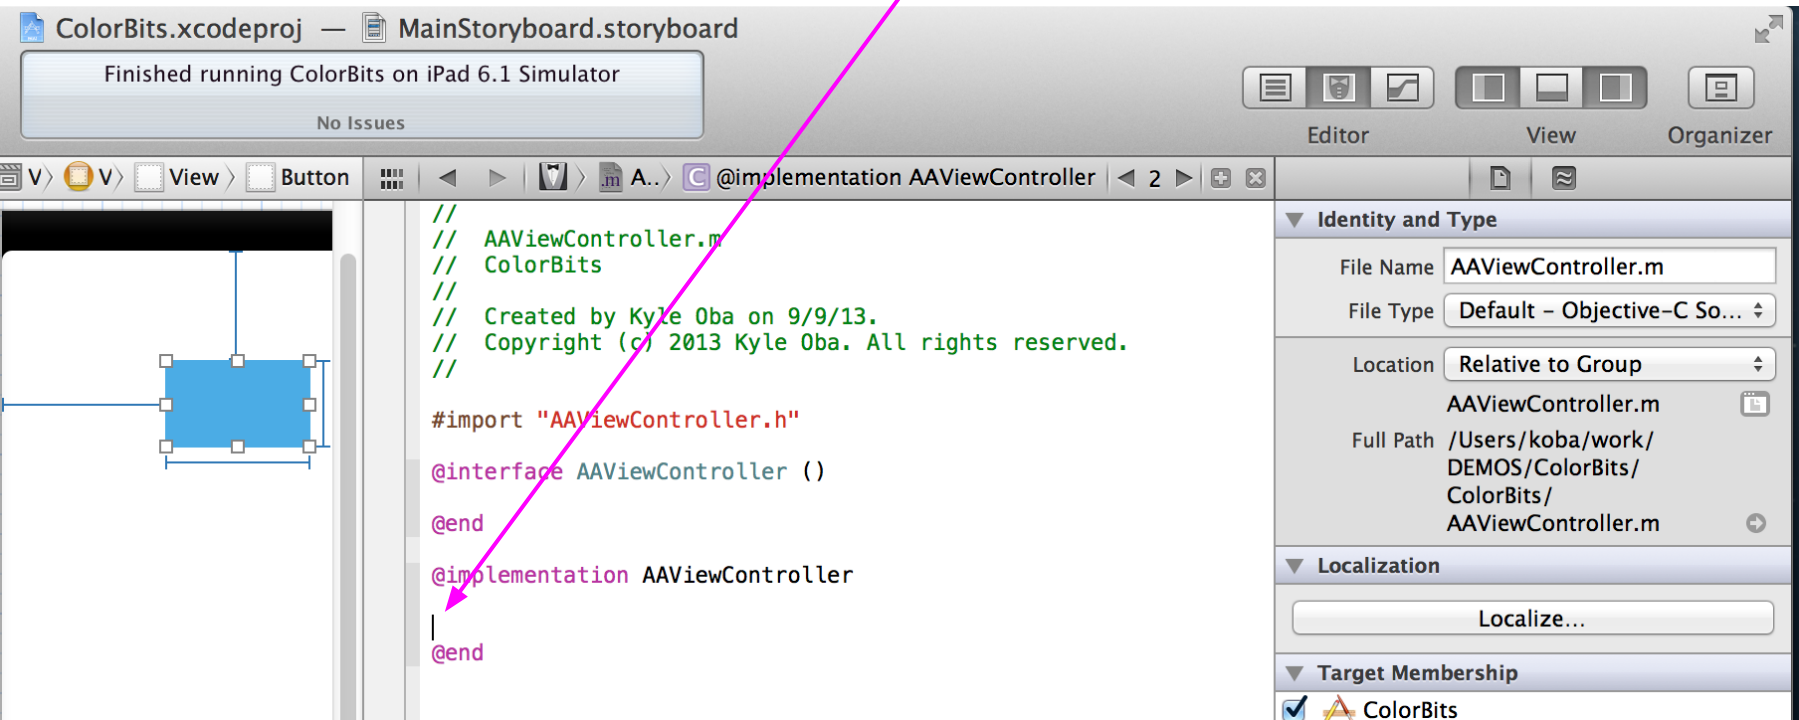 ColorBits.xcodeproj — MainStoryboard.storyboard
Finished running ColorBits on iPad 6.1 Simulator
No Issues
Editor View Organizer
V V View Button
A.. C @implementation AAViewController 2
//
// AAViewController.m
// ColorBits
//
// Created by Kyle Oba on 9/9/13.
// Copyright (c) 2013 Kyle Oba. All rights reserved.
//
#import "AAViewController.h"
@interface AAViewController ()
@end
@implementation AAViewController
@end
Identity and Type
File Name AAViewController.m
File Type Default - Objective-C So...
Location Relative to Group
AAViewController.m
Full Path /Users/koba/work/
DEMOS/ColorBits/
ColorBits/
AAViewController.m
Localization
Localize...
Target Membership
ColorBits